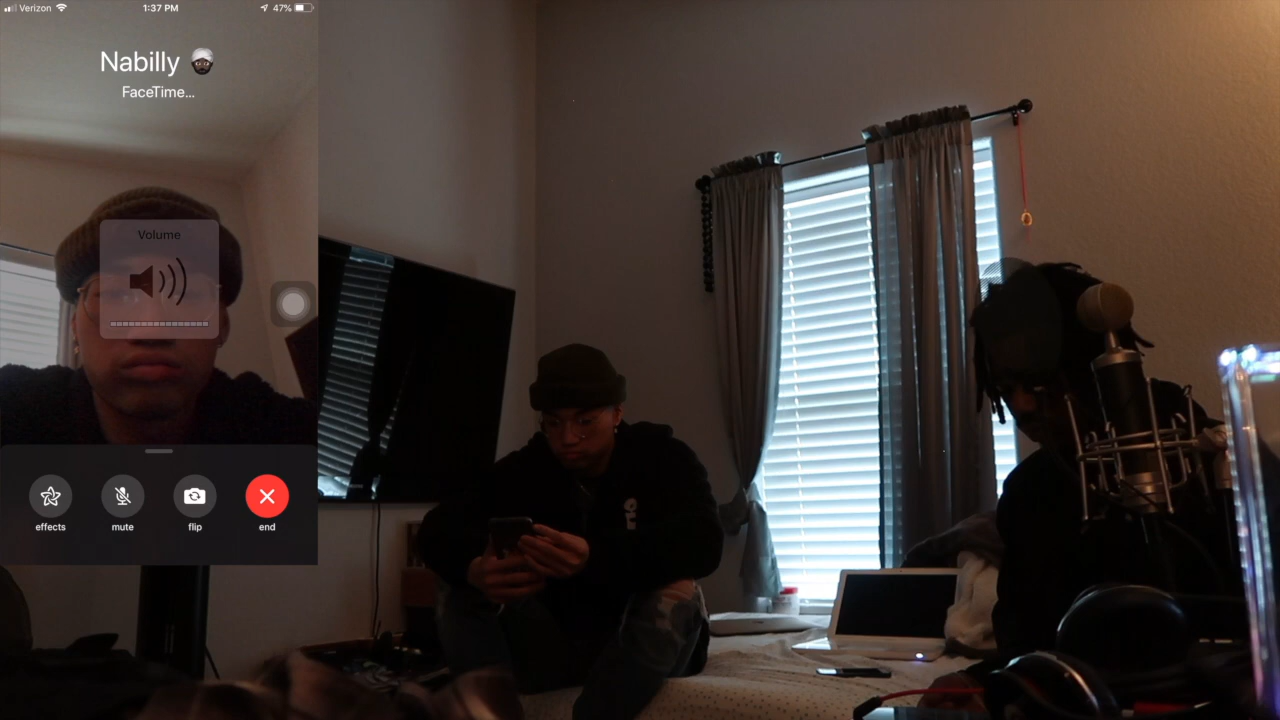 Verizon 1:37 PM 47%
Nabilly
FaceTime...
Volume
effects mute flip end